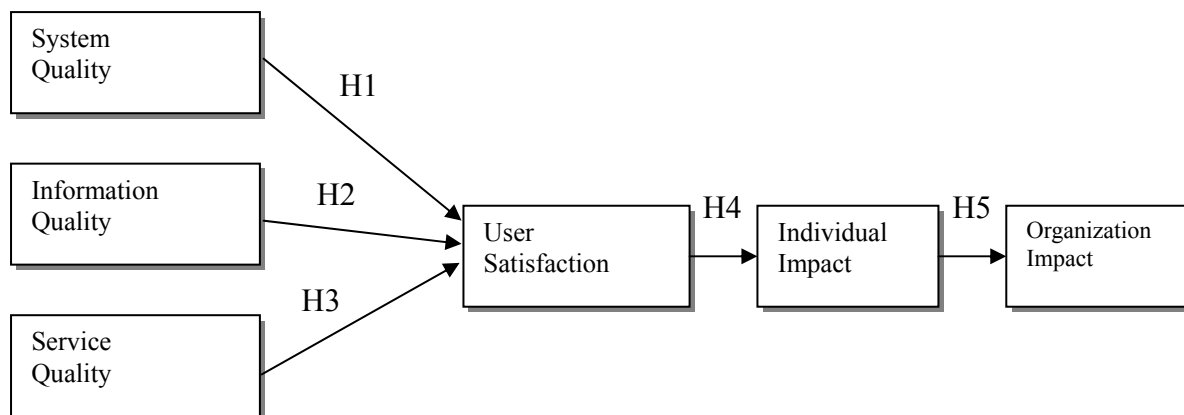 System
Quality
H1
Information
Quality
H2
Service
Quality
H3
User
Satisfaction
H4
Individual
Impact
H5
Organization
Impact